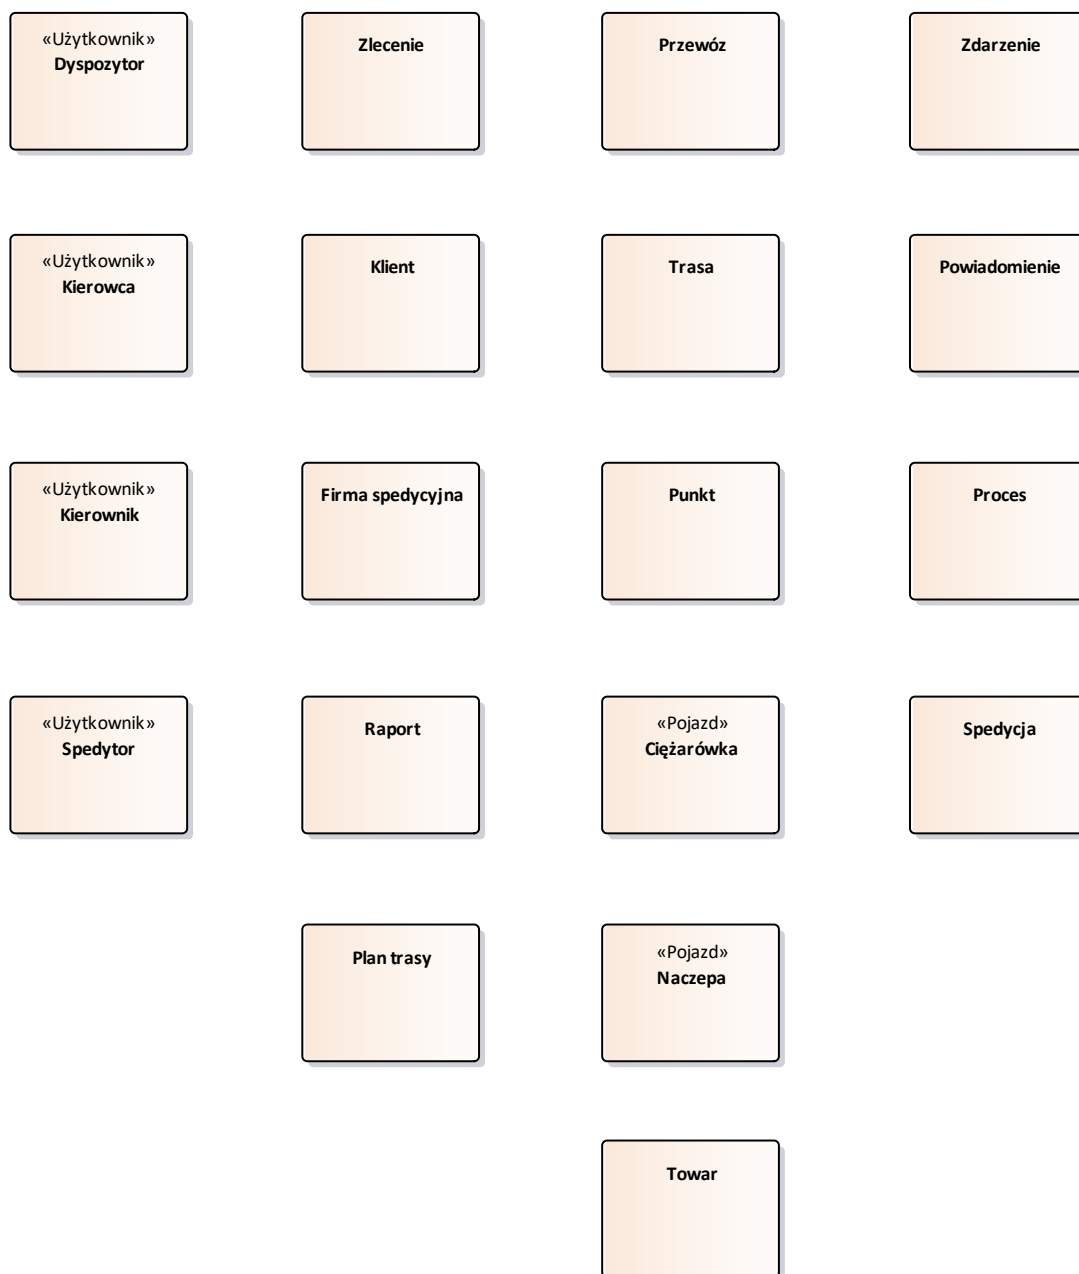 «Użytkownik»
Dyspozytor
Zlecenie
Przewóz
Zdarzenie
«Użytkownik»
Kierowca
Klient
Trasa
Powiadomienie
«Użytkownik»
Kierownik
Firma spedycyjna
Punkt
Proces
«Użytkownik»
Spedytor
Raport
«Pojazd»
Ciężarówka
Spedycja
Plan trasy
«Pojazd»
Naczepa
Towar